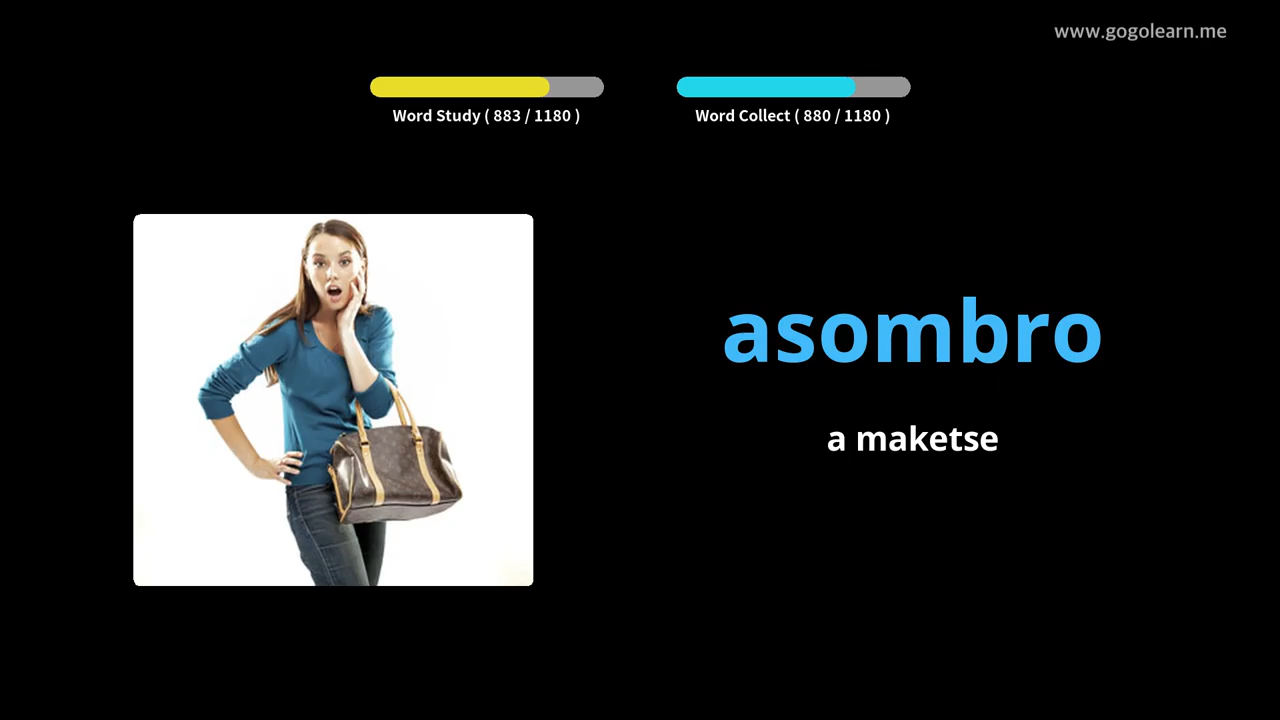 www.gogolearn.me
Word Study ( 883 / 1180 )
Word Collect ( 880 / 1180 )
asombro
a maketse